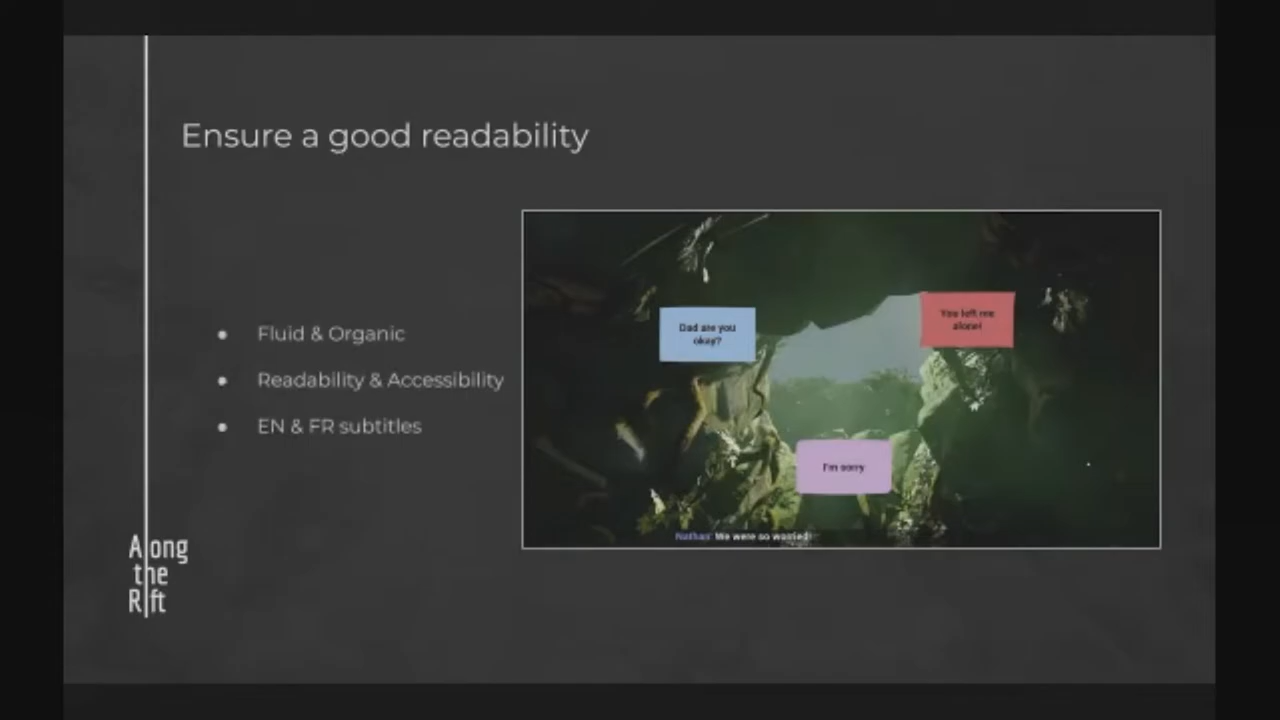 Ensure a good readability
Fluid & Organic
Readability & Accessibility
EN & FR subtitles
Dad are you
okay?
You left me
alone!
I'm sorry
Nathan: We were so worried!
Along
the
Rift